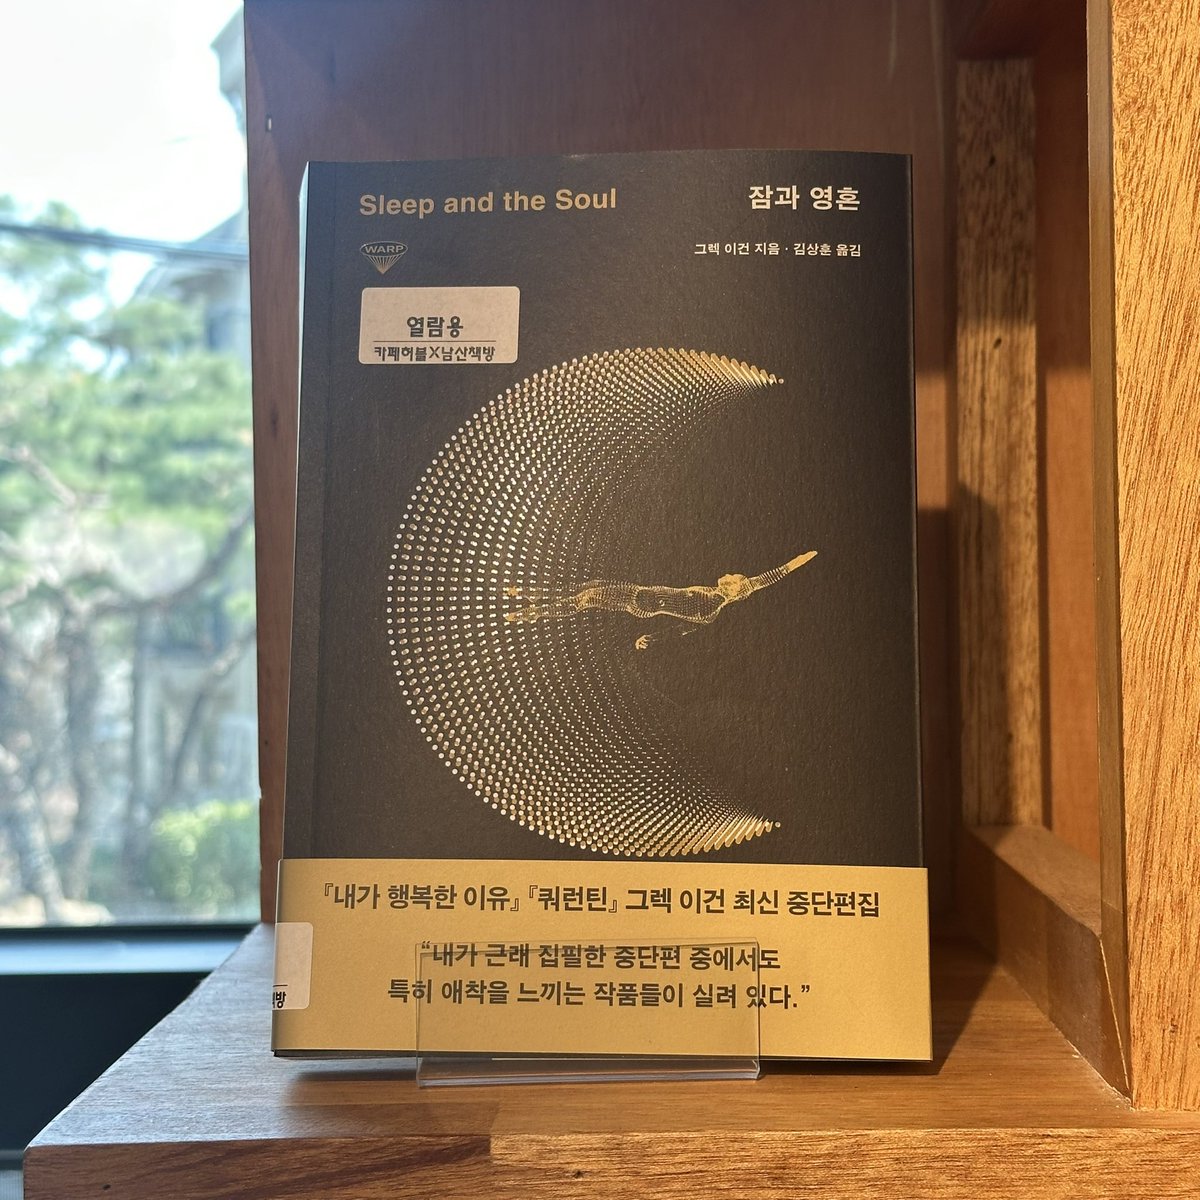 Sleep and the Soul
잠과 영혼
WARP
그렉 이건 지음 · 김상훈 옮김
열람용
카페허블X남산책방
『내가 행복한 이유』『쿼런틴』 그렉 이건 최신 중단편집
“내가 근래 집필한 중단편 중에서도
특히 애착을 느끼는 작품들이 실려 있다.”
책방